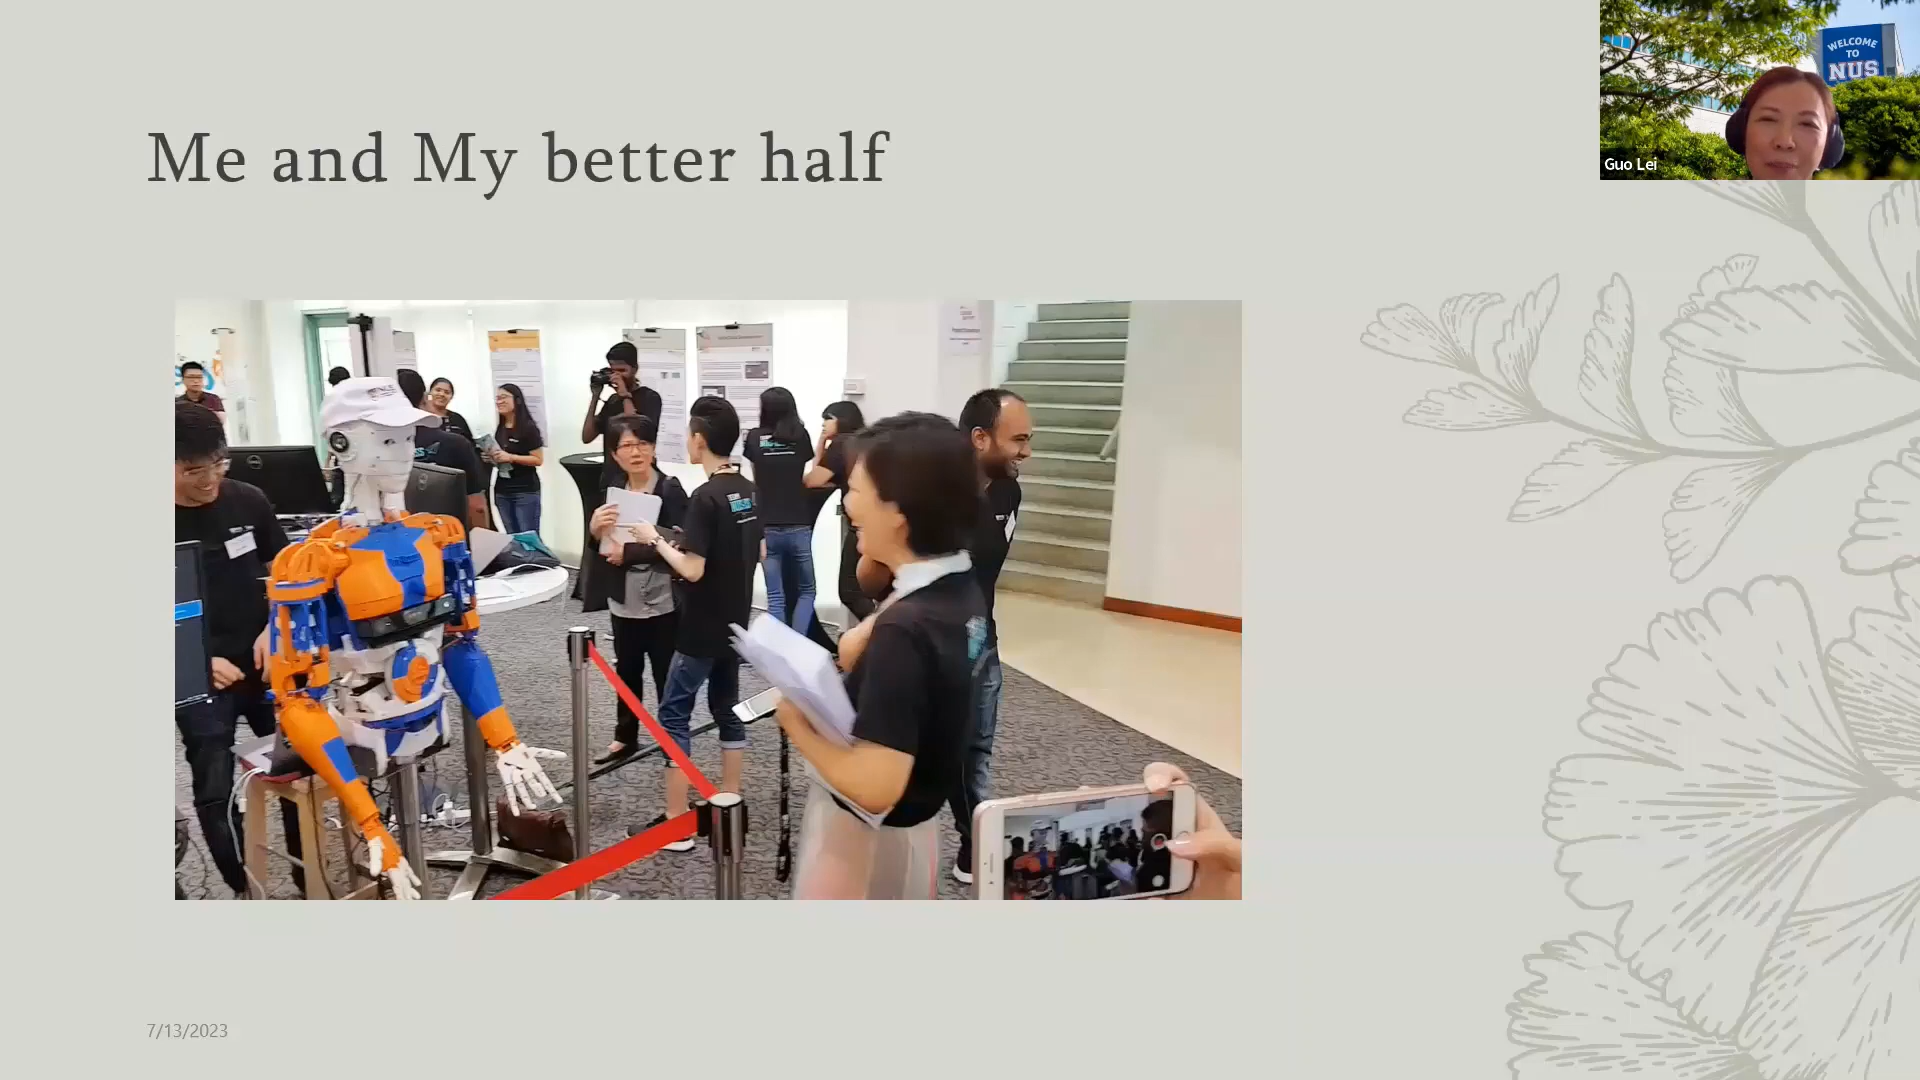 WELCOME
TO
NUS
Guo Lei
Me and My better half
7/13/2023